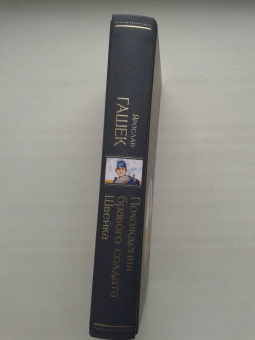 Ярослав
ГАШЕК
Похождения
бравого солдата
Швейка